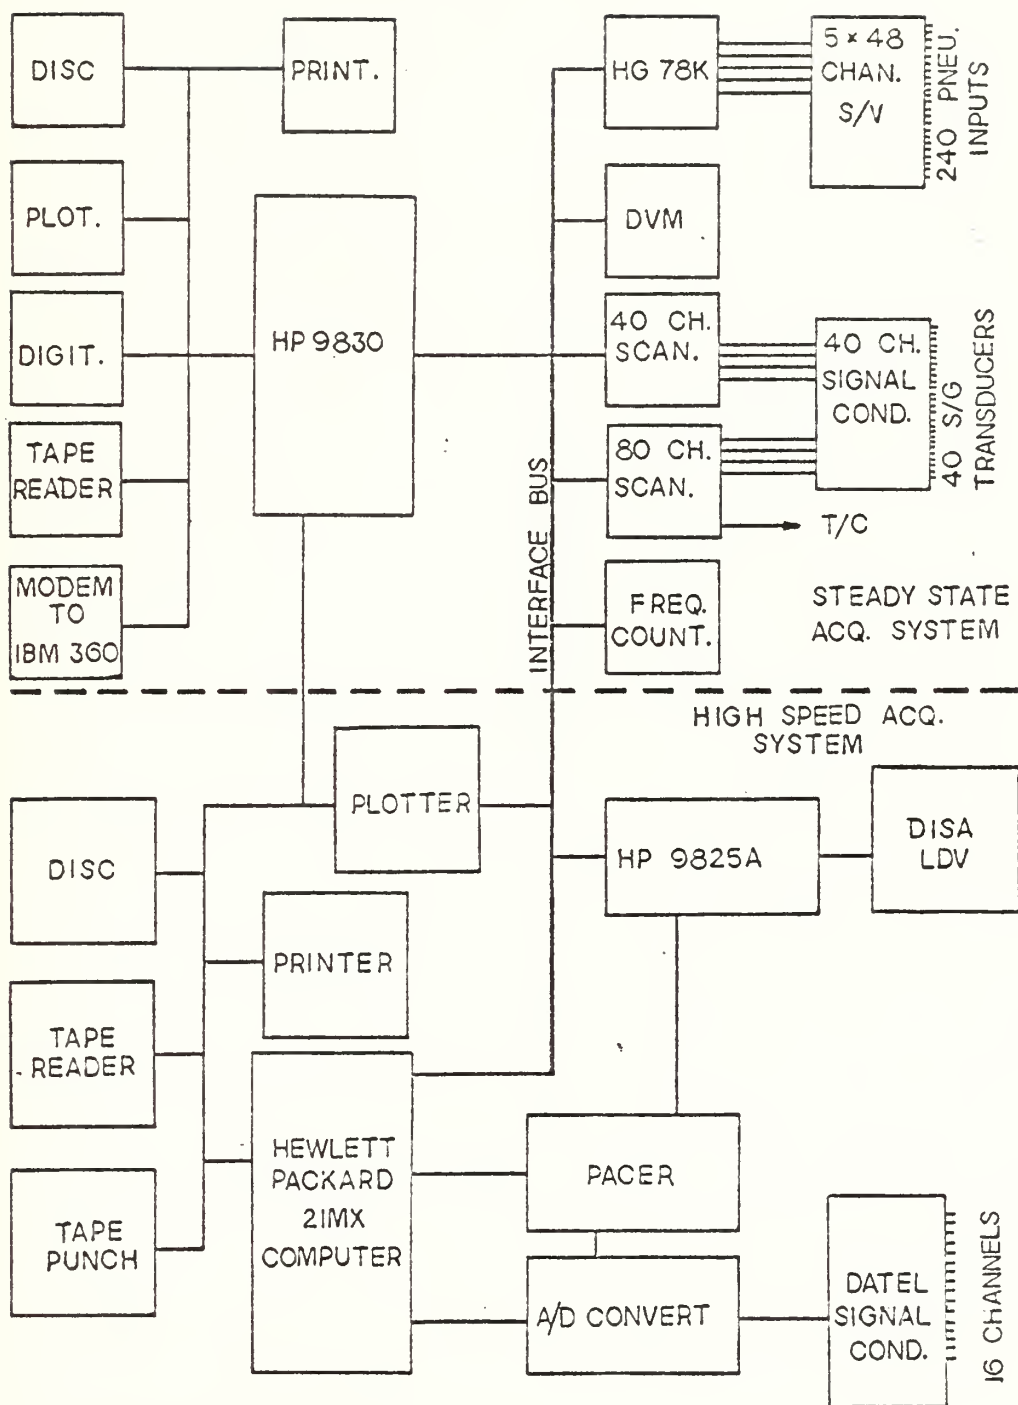 DISC
PRINT.
HG 78K
5 × 48
CHAN.
S/V
240 PNEU.
INPUTS
PLOT.
DVM
DIGIT.
HP 9830
40 CH.
SCAN.
40 CH.
SIGNAL
COND.
40 S/G
TRANSDUCERS
TAPE
READER
80 CH.
SCAN.
T/C
INTERFACE BUS
MODEM
TO
IBM 360
FREQ.
COUNT.
STEADY STATE
ACQ. SYSTEM
HIGH SPEED ACQ.
SYSTEM
PLOTTER
DISC
HP 9825A
DISA
LDV
PRINTER
TAPE
READER
HEWLETT
PACKARD
21MX
COMPUTER
PACER
TAPE
PUNCH
A/D CONVERT
DATEL
SIGNAL
COND.
16 CHANNELS